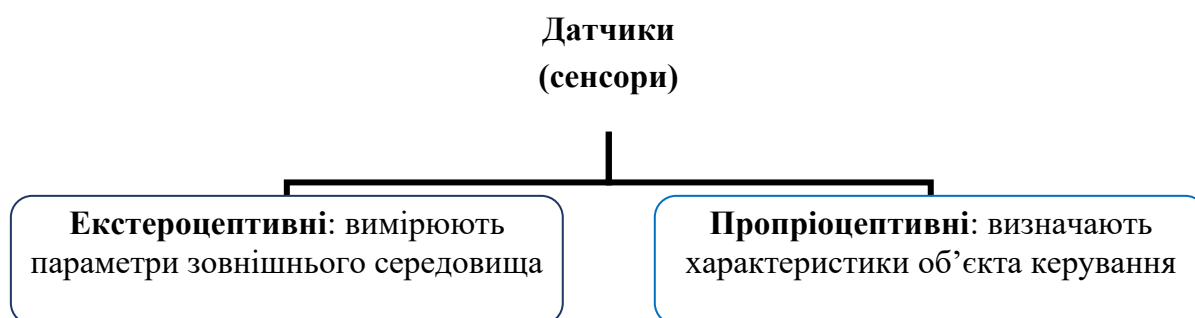 Датчики
(сенсори)
Екстероцептивні: вимірюють
параметри зовнішнього середовища
Пропріоцептивні: визначають
характеристики об’єкта керування